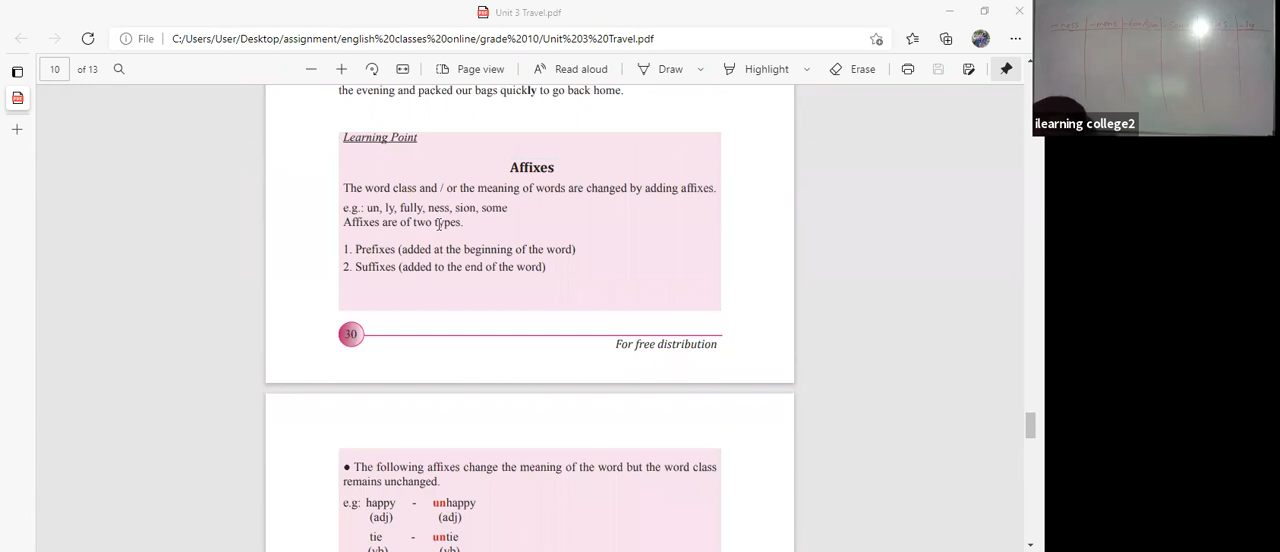 Unit 3 Travel.pdf
File
C:/Users/User/Desktop/assignment/english%20classes%20online/grade%2010/Unit%203%20Travel.pdf
10 of 13
Page view
Read aloud
Draw
Highlight
Erase
the evening and packed our bags quickly to go back home.
Learning Point
Affixes
The word class and / or the meaning of words are changed by adding affixes.
e.g.: un, ly, fully, ness, sion, some
Affixes are of two types.
1. Prefixes (added at the beginning of the word)
2. Suffixes (added to the end of the word)
30
For free distribution
● The following affixes change the meaning of the word but the word class
remains unchanged.
e.g: happy - unhappy
(adj) (adj)
tie - untie
(vb) (vb)
-ness -ment -ly
ilearning college2